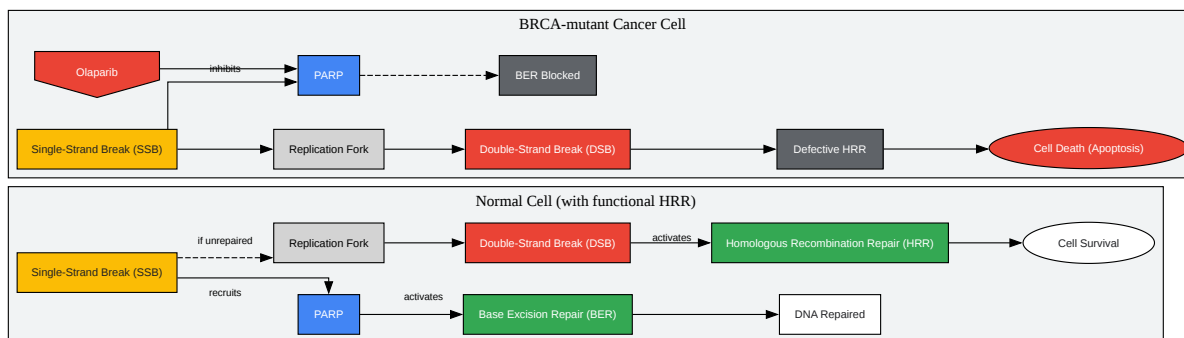 BRCA-mutant Cancer Cell
Olaparib
inhibits
PARP
BER Blocked
Single-Strand Break (SSB)
Replication Fork
Double-Strand Break (DSB)
Defective HRR
Cell Death (Apoptosis)
Normal Cell (with functional HRR)
if unrepaired
Replication Fork
Double-Strand Break (DSB)
activates
Homologous Recombination Repair (HRR)
Cell Survival
Single-Strand Break (SSB)
recruits
PARP
activates
Base Excision Repair (BER)
DNA Repaired